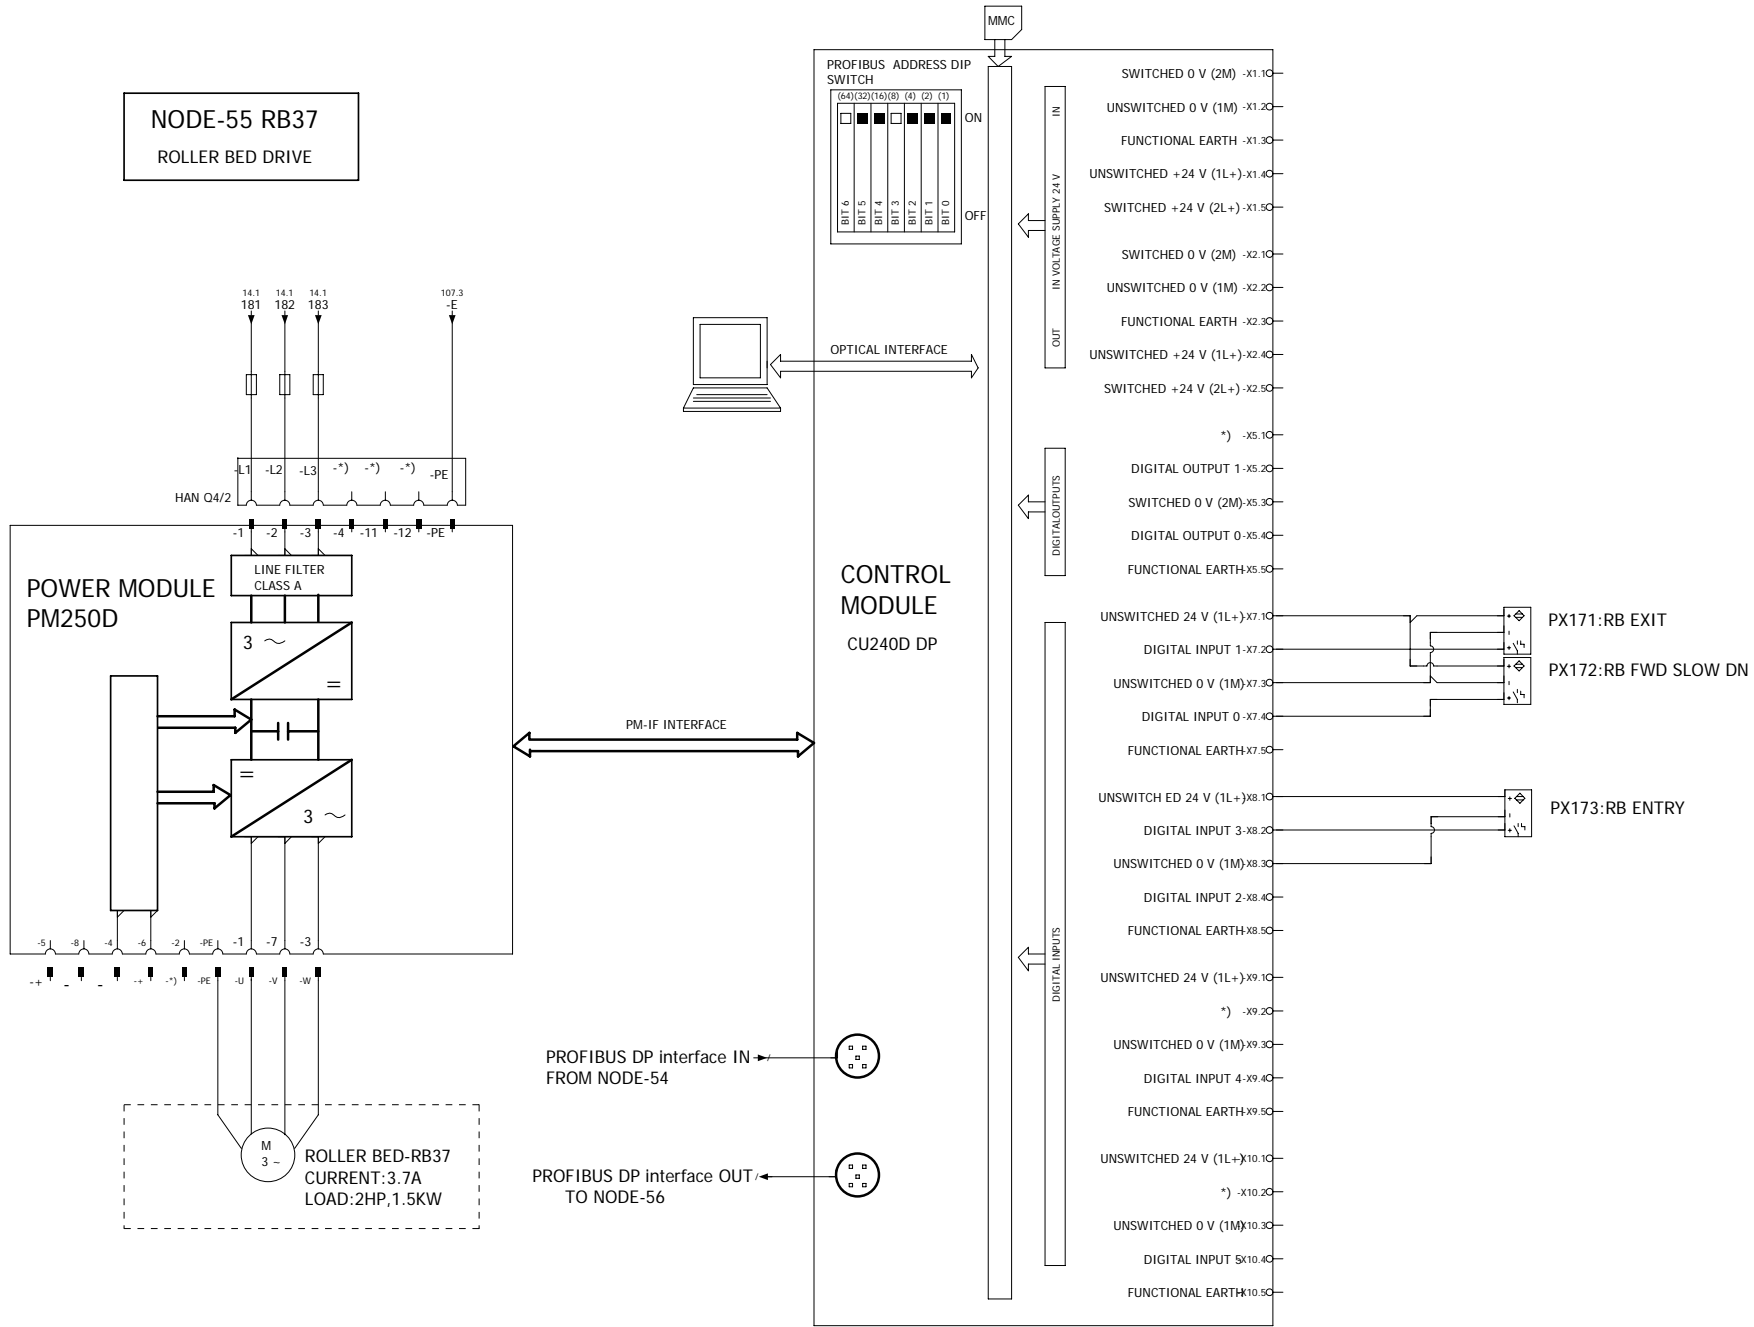 MMC
PROFIBUS ADDRESS DIP
SWITCH
(64)(32)(16)(8) (4) (2) (1)
ON
BIT 6
BIT 5
BIT 4
BIT 3
BIT 2
BIT 1
BIT 0
OFF
NODE-55 RB37
ROLLER BED DRIVE
14.1 14.1 14.1 107.3
181 182 183 -E
-L1 -L2 -L3 -*) -*) -*) -PE
HAN Q4/2
-1 -2 -3 -4 -11 -12 -PE
LINE FILTER
CLASS A
POWER MODULE
PM250D
3 ~
=
=
3 ~
-5 -8 -4 -6 -2 -PE -1 -7 -3
-+ - - -+ -*) -PE -U -V -W
M
3 ~
ROLLER BED-RB37
CURRENT:3.7A
LOAD:2HP,1.5KW
OPTICAL INTERFACE
PM-IF INTERFACE
CONTROL
MODULE
CU240D DP
PROFIBUS DP interface IN
FROM NODE-54
PROFIBUS DP interface OUT
TO NODE-56
IN
IN VOLTAGE SUPPLY 24 V
OUT
DIGITALOUTPUTS
DIGITAL INPUTS
SWITCHED 0 V (2M) -X1.1
UNSWITCHED 0 V (1M) -X1.2
FUNCTIONAL EARTH -X1.3
UNSWITCHED +24 V (1L+)-X1.4
SWITCHED +24 V (2L+) -X1.5
SWITCHED 0 V (2M) -X2.1
UNSWITCHED 0 V (1M) -X2.2
FUNCTIONAL EARTH -X2.3
UNSWITCHED +24 V (1L+)-X2.4
SWITCHED +24 V (2L+) -X2.5
*) -X5.1
DIGITAL OUTPUT 1-X5.2
SWITCHED 0 V (2M)-X5.3
DIGITAL OUTPUT 0-X5.4
FUNCTIONAL EARTH-X5.5
UNSWITCHED 24 V (1L+)-X7.1
DIGITAL INPUT 1-X7.2
UNSWITCHED 0 V (1M)-X7.3
DIGITAL INPUT 0-X7.4
FUNCTIONAL EARTH-X7.5
UNSWITCH ED 24 V (1L+)-X8.1
DIGITAL INPUT 3-X8.2
UNSWITCHED 0 V (1M)-X8.3
DIGITAL INPUT 2-X8.4
FUNCTIONAL EARTH-X8.5
UNSWITCHED 24 V (1L+)-X9.1
*) -X9.2
UNSWITCHED 0 V (1M)-X9.3
DIGITAL INPUT 4-X9.4
FUNCTIONAL EARTH-X9.5
UNSWITCHED 24 V (1L+)-X10.1
*) -X10.2
UNSWITCHED 0 V (1M)-X10.3
DIGITAL INPUT 5-X10.4
FUNCTIONAL EARTH-X10.5
+
-
+
PX171:RB EXIT
+
-
+
PX172:RB FWD SLOW DN
+
-
+
PX173:RB ENTRY